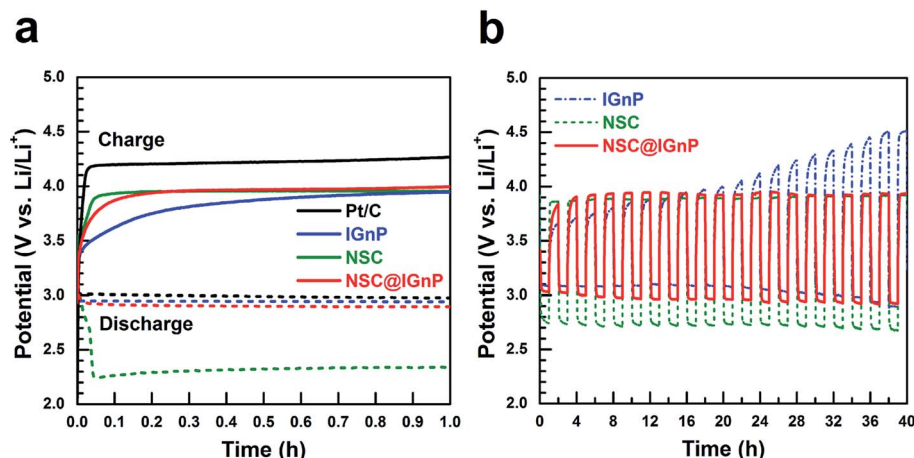 a
Potential (V vs. Li/Li⁺)
5.0
4.5
4.0
3.5
3.0
2.5
2.0
Charge
Pt/C
IGnP
NSC
NSC@IGnP
Discharge
0.0 0.1 0.2 0.3 0.4 0.5 0.6 0.7 0.8 0.9 1.0
Time (h)
b
Potential (V vs. Li/Li⁺)
5.0
4.5
4.0
3.5
3.0
2.5
2.0
IGnP
NSC
NSC@IGnP
0 4 8 12 16 20 24 28 32 36 40
Time (h)